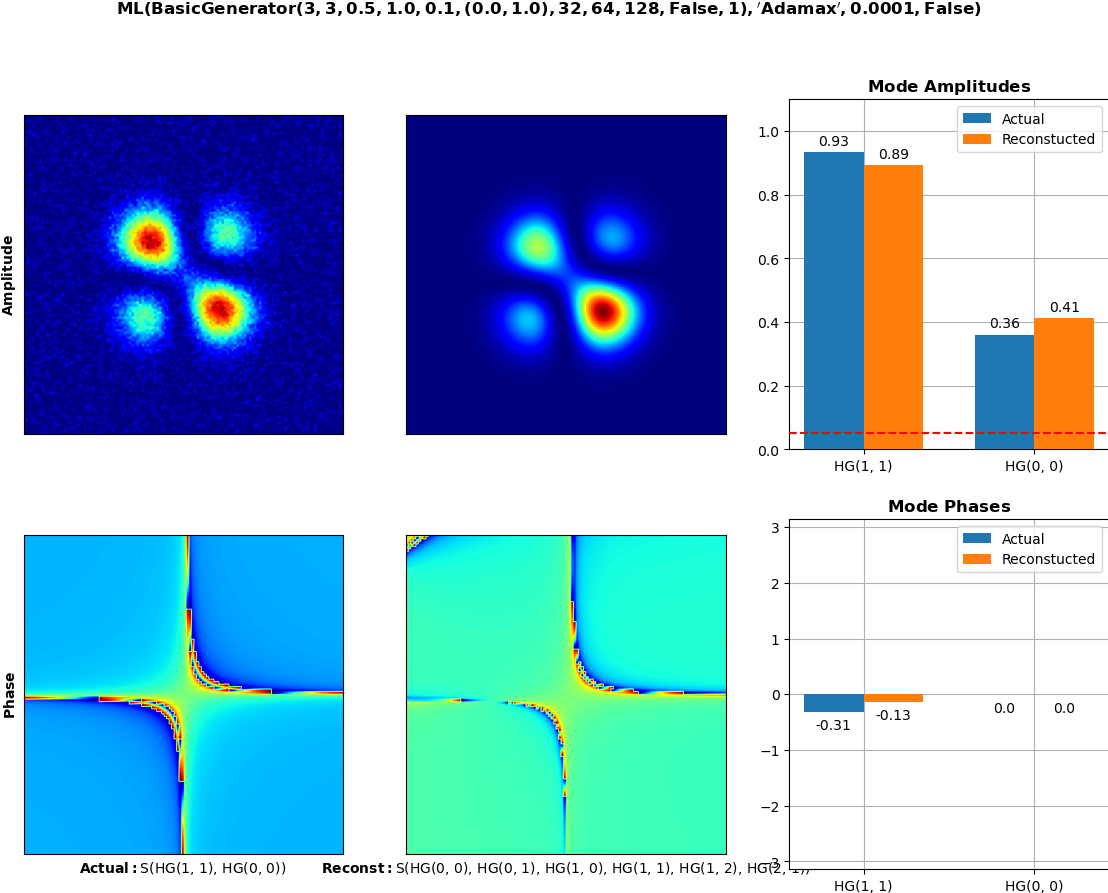 ML(BasicGenerator(3, 3, 0.5, 1.0, 0.1, (0.0, 1.0), 32, 64, 128, False, 1), ′Adamax′, 0.0001, False)
Amplitude
Mode Amplitudes
Actual
Reconstucted
1.0
0.8
0.6
0.4
0.2
0.0
0.93
0.89
0.36
0.41
HG(1, 1)
HG(0, 0)
Phase
Mode Phases
Actual
Reconstucted
3
2
1
0
−1
−2
−3
-0.31
-0.13
0.0
0.0
HG(1, 1)
HG(0, 0)
Actual: S(HG(1, 1), HG(0, 0))
Reconst: S(HG(0, 0), HG(0, 1), HG(1, 0), HG(1, 1), HG(1, 2), HG(2, 1))